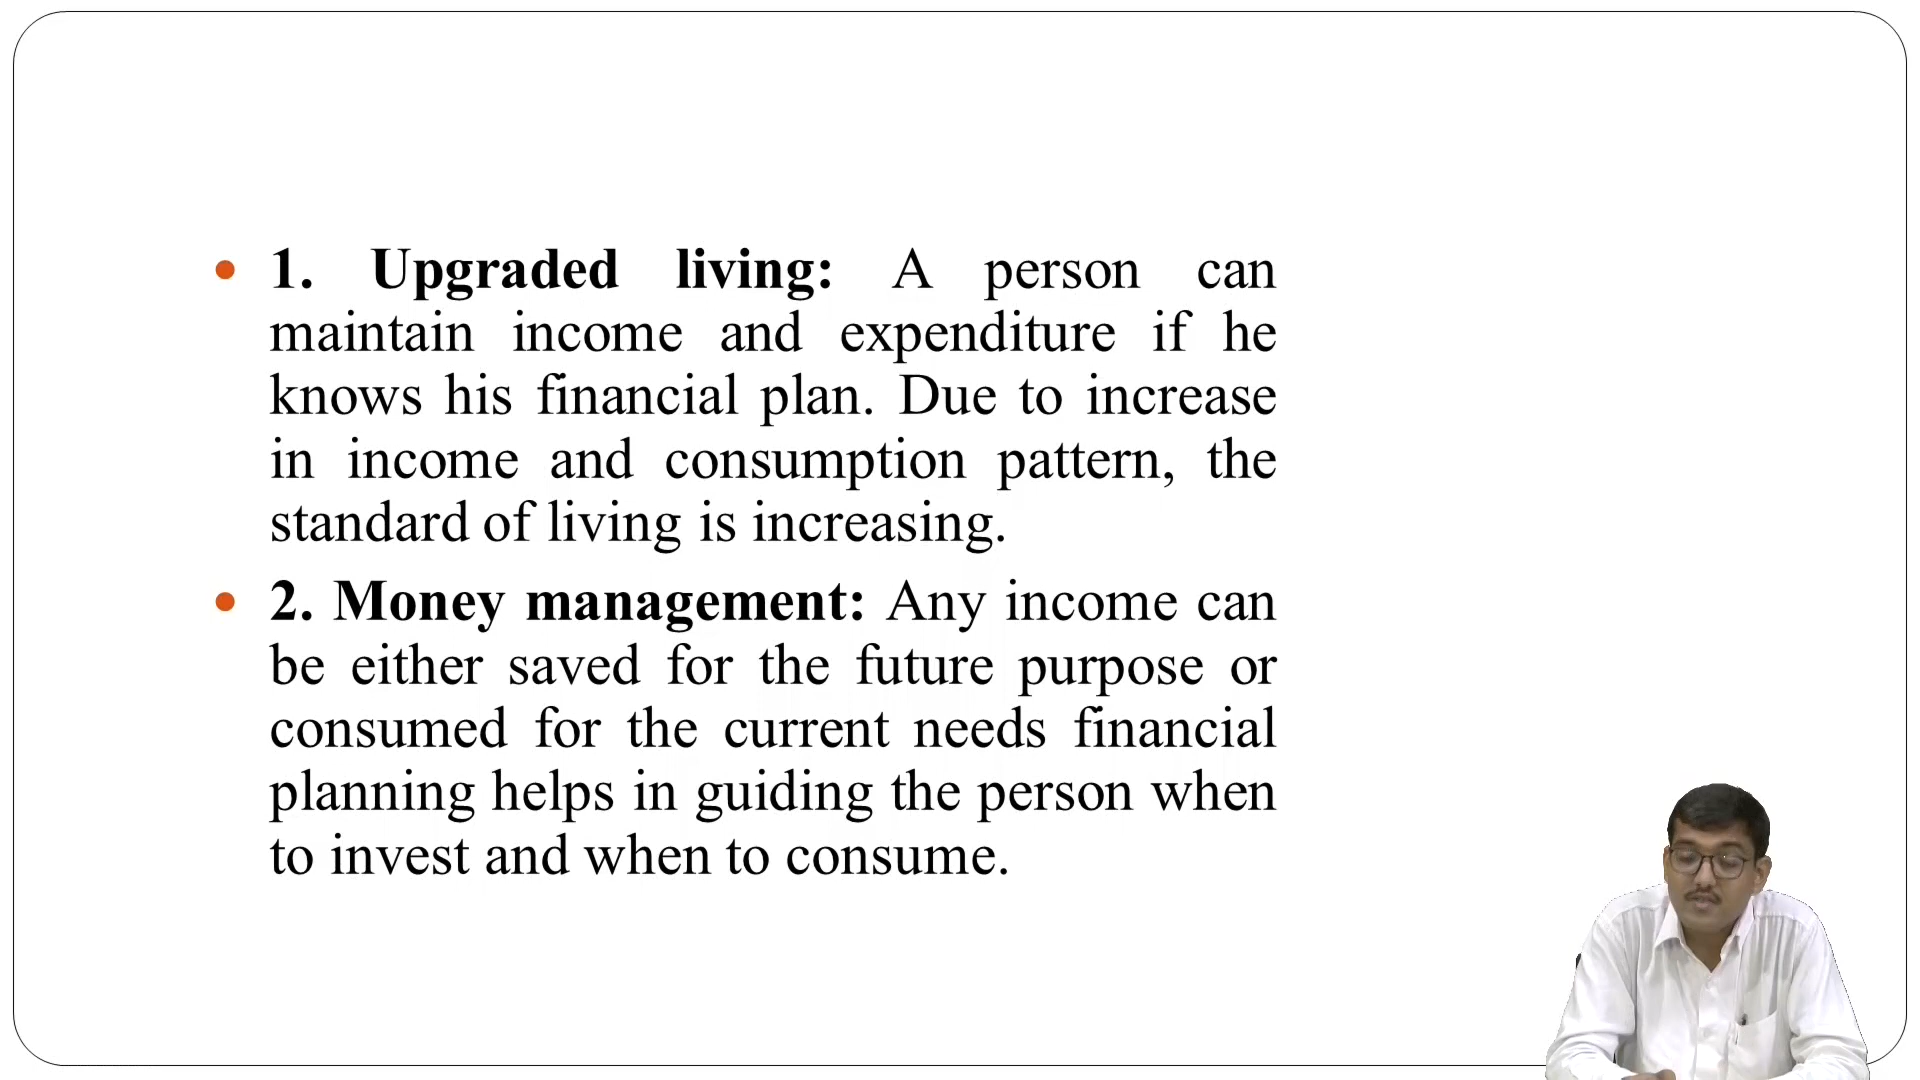 1. Upgraded living: A person can
maintain income and expenditure if he
knows his financial plan. Due to increase
in income and consumption pattern, the
standard of living is increasing.
2. Money management: Any income can
be either saved for the future purpose or
consumed for the current needs financial
planning helps in guiding the person when
to invest and when to consume.